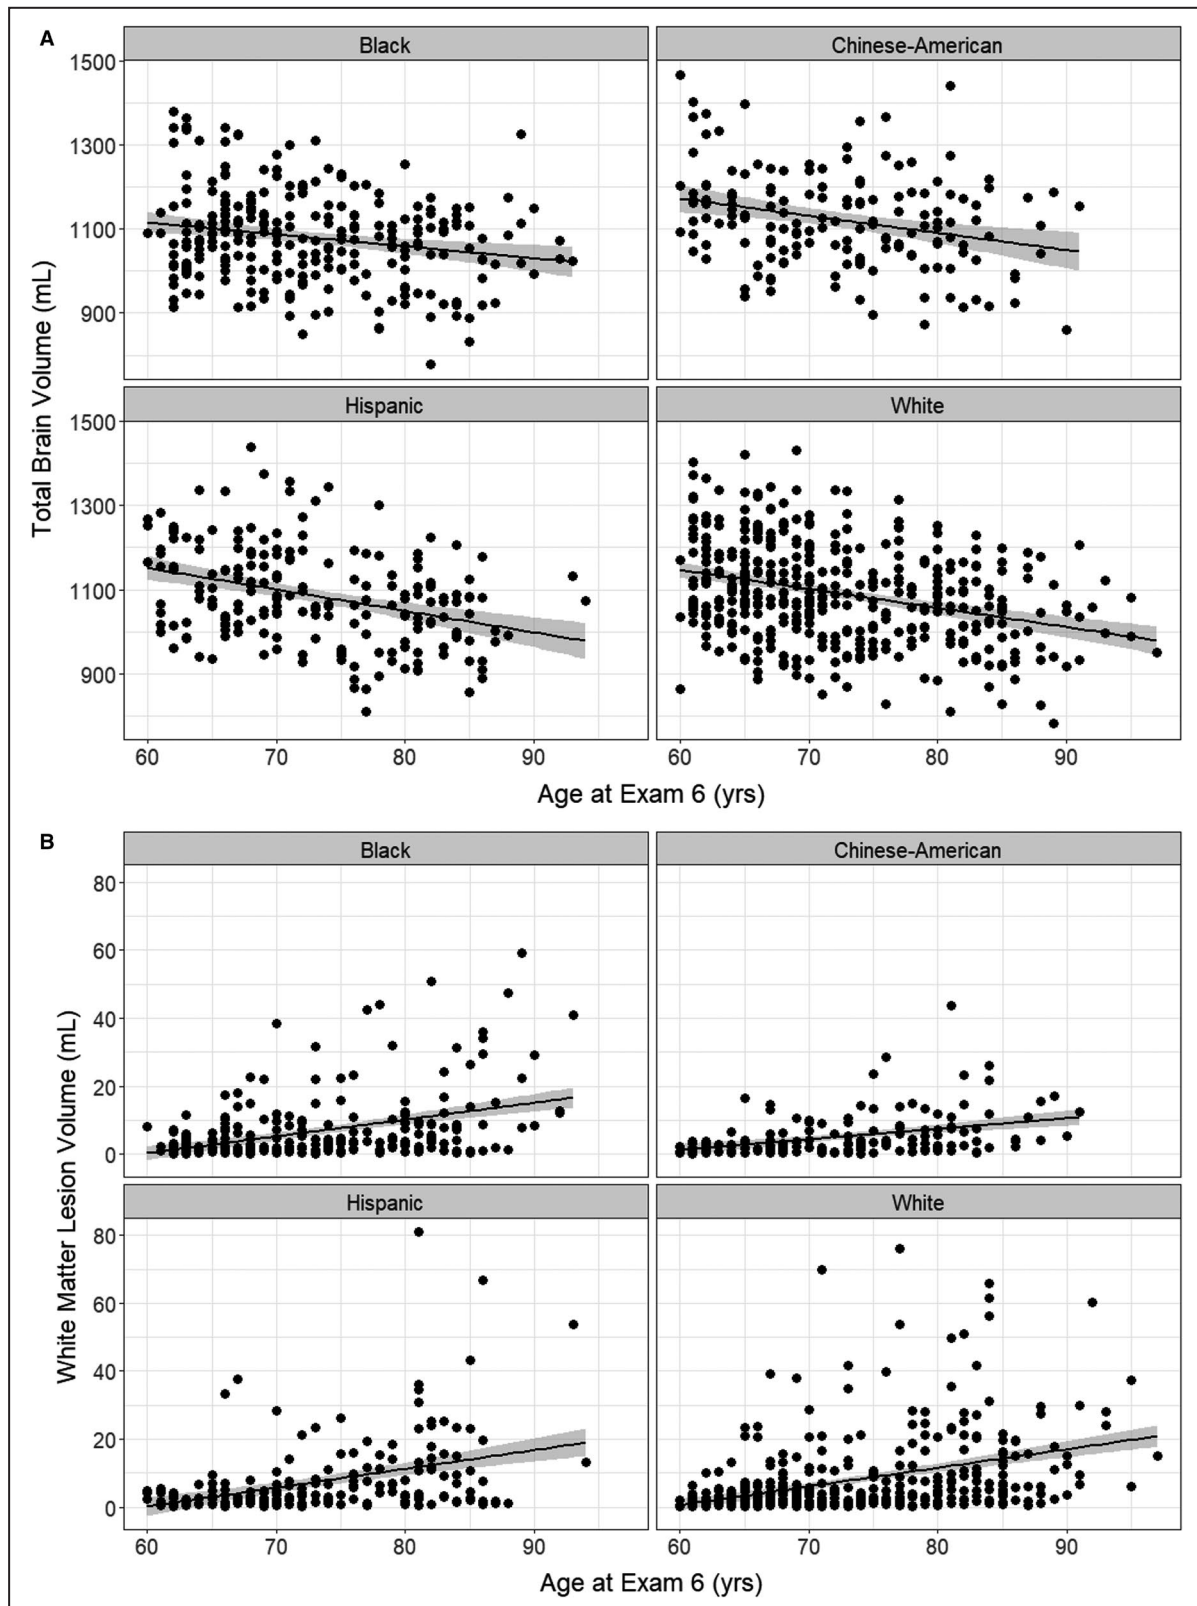 A
Black
Chinese-American
1500
1300
1100
900
Hispanic
White
1500
1300
1100
900
Total Brain Volume (mL)
60 70 80 90 60 70 80 90
Age at Exam 6 (yrs)
B
Black
Chinese-American
80
60
40
20
0
Hispanic
White
80
60
40
20
0
White Matter Lesion Volume (mL)
60 70 80 90 60 70 80 90
Age at Exam 6 (yrs)